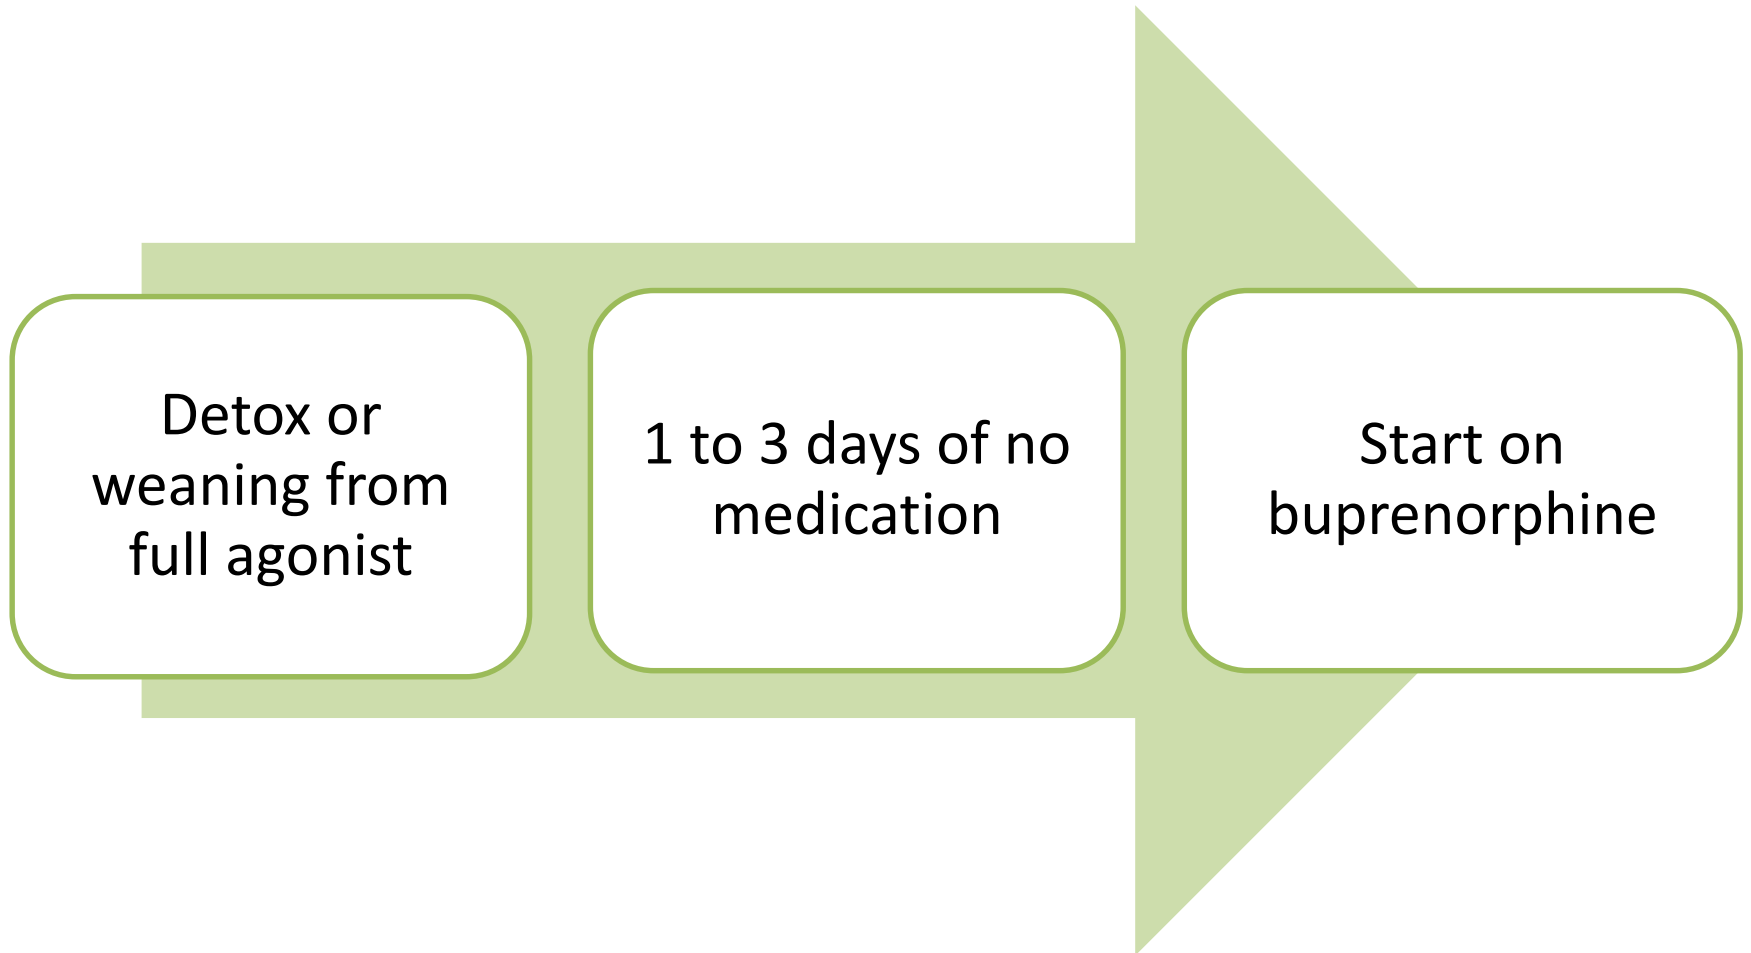 Detox or
weaning from
full agonist
1 to 3 days of no
medication
Start on
buprenorphine